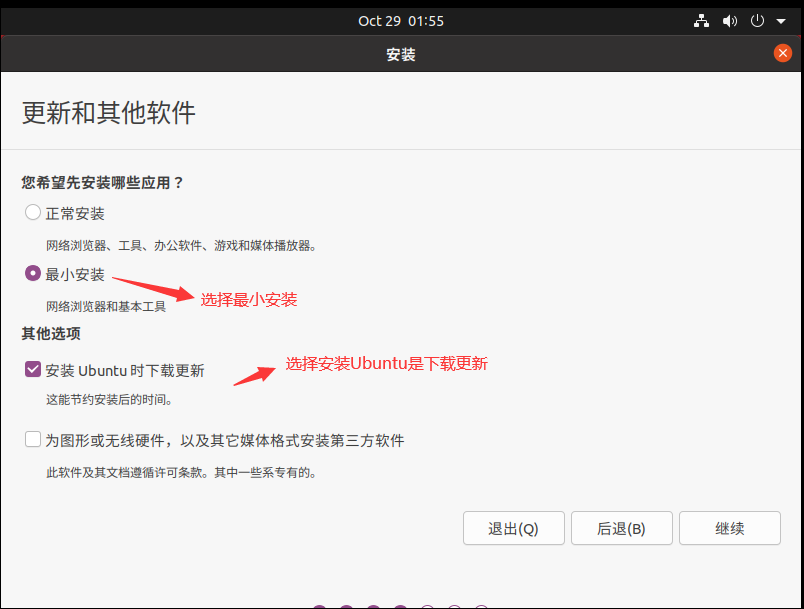 Oct 29 01:55
安装
更新和其他软件
您希望先安装哪些应用？
正常安装
网络浏览器、工具、办公软件、游戏和媒体播放器。
最小安装
选择最小安装
网络浏览器和基本工具
其他选项
选择安装Ubuntu是下载更新
安装 Ubuntu 时下载更新
这能节约安装后的时间。
为图形或无线硬件，以及其它媒体格式安装第三方软件
此软件及其文档遵循许可条款。其中一些系专有的。
退出(Q) 后退(B) 继续